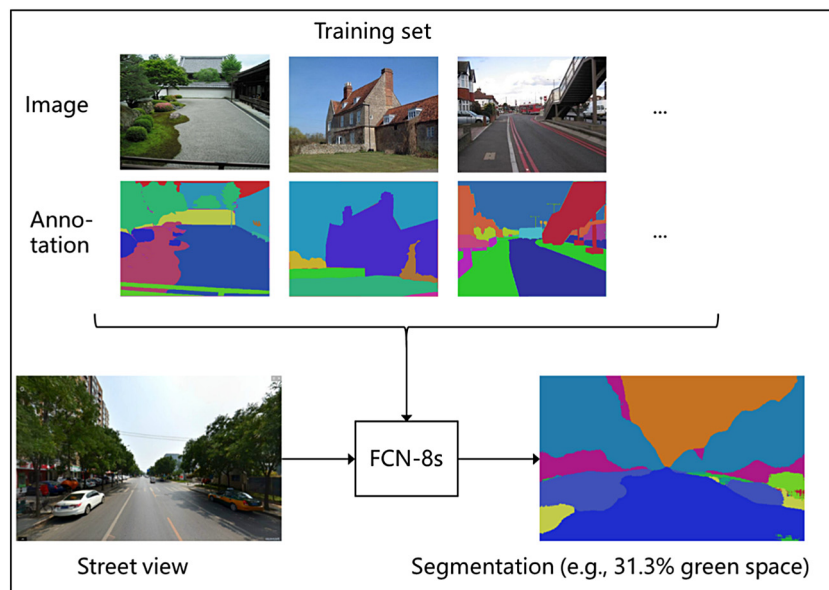 Training set
Image
...
Anno-
tation
...
FCN-8s
Street view
Segmentation (e.g., 31.3% green space)